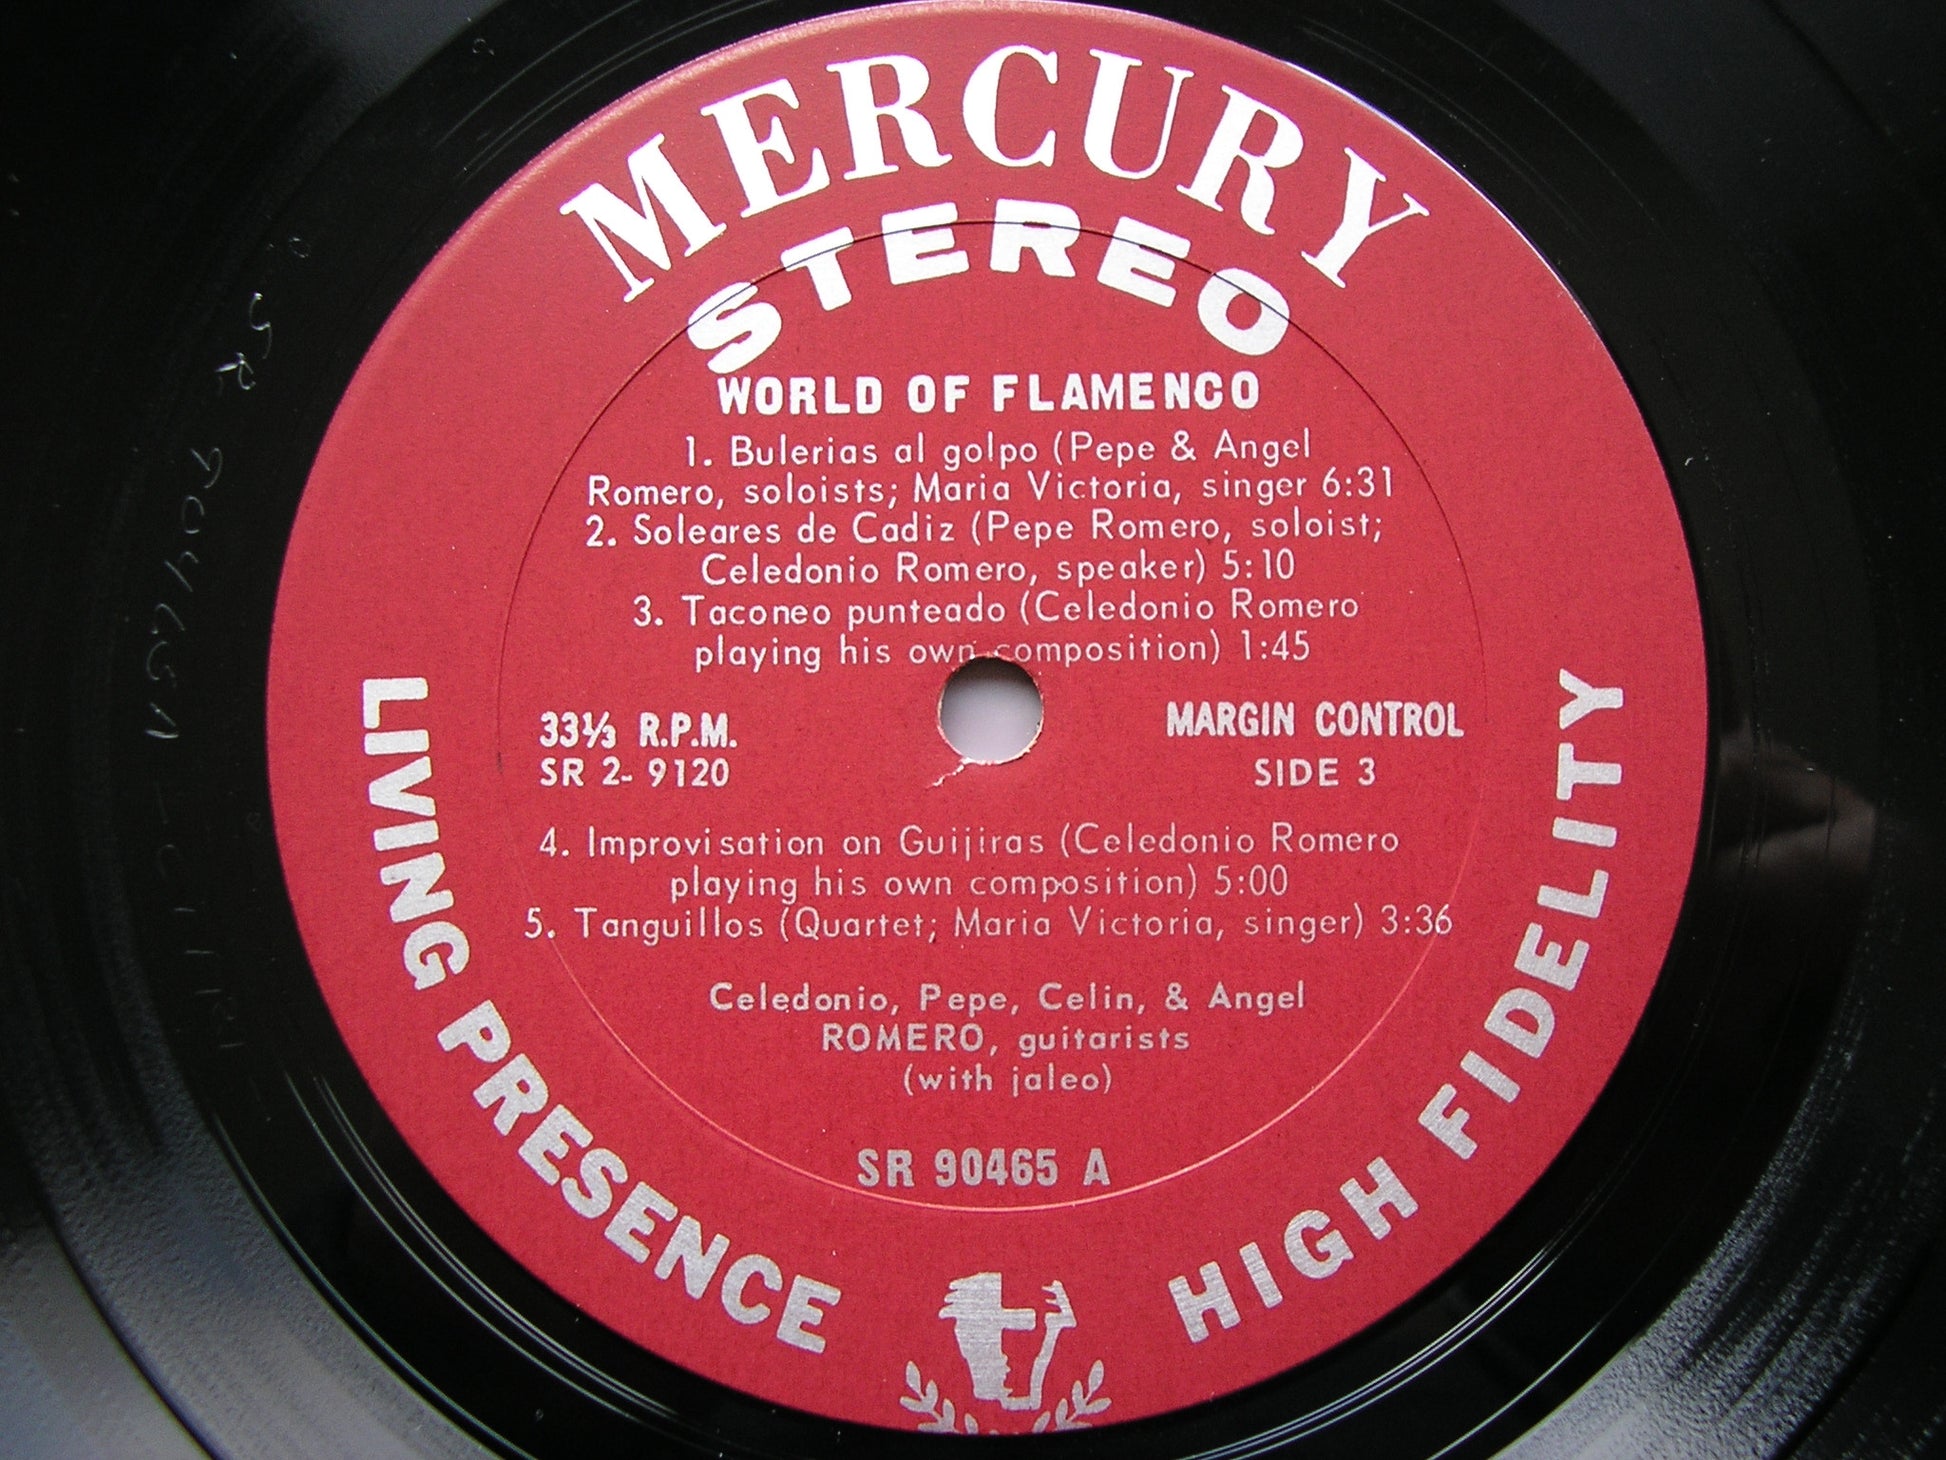 MERCURY
STEREO
WORLD OF FLAMENCO
1. Bulerias al golpo (Pepe & Angel
Romero, soloists; Maria Victoria, singer 6:31
2. Soleares de Cadiz (Pepe Romero, soloist;
Celedonio Romero, speaker) 5:10
3. Taconeo punteado (Celedonio Romero
playing his own composition) 1:45
33⅓ R.P.M.
SR 2- 9120
MARGIN CONTROL
SIDE 3
4. Improvisation on Guijiras (Celedonio Romero
playing his own composition) 5:00
5. Tanguillos (Quartet; Maria Victoria, singer) 3:36
Celedonio, Pepe, Celin, & Angel
ROMERO, guitarists
(with jaleo)
SR 90465 A
LIVING PRESENCE
HIGH FIDELITY
SR